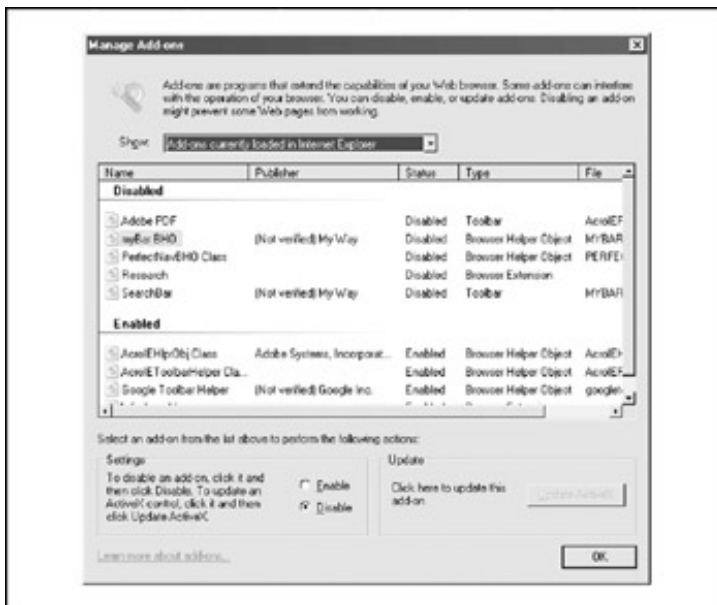 Manage Add-ons
Add-ons are programs that extend the capabilities of your Web browser. Some add-ons can interfere
with the operation of your browser. You can disable, enable, or update add-ons. Disabling an add-on
might prevent some Web pages from working.
Show: Add-ons currently loaded in Internet Explorer
Name Publisher Status Type File
Disabled
Adobe PDF Disabled Toolbar AcroIEF
myBar BHO (Not verified) My Way Disabled Browser Helper Object MYBAR
PerfectNavBHO Class Disabled Browser Helper Object PERFE
Research Disabled Browser Extension
SearchBar (Not verified) My Way Disabled Toolbar MYBAR
Enabled
AcroIEHlprObj Class Adobe Systems, Incorporat... Enabled Browser Helper Object AcroIEH
AcroIEToolbarHelper Cla... Enabled Browser Helper Object AcroIEF
Google Toolbar Helper (Not verified) Google Inc. Enabled Browser Helper Object googlet
Select an add-on from the list above to perform the following actions:
Settings
To disable an add-on, click it and
then click Disable. To update an
ActiveX control, click it and then
click Update ActiveX.
Enable
Disable
Update
Click here to update this
add-on
Update ActiveX
Learn more about add-ons...
OK